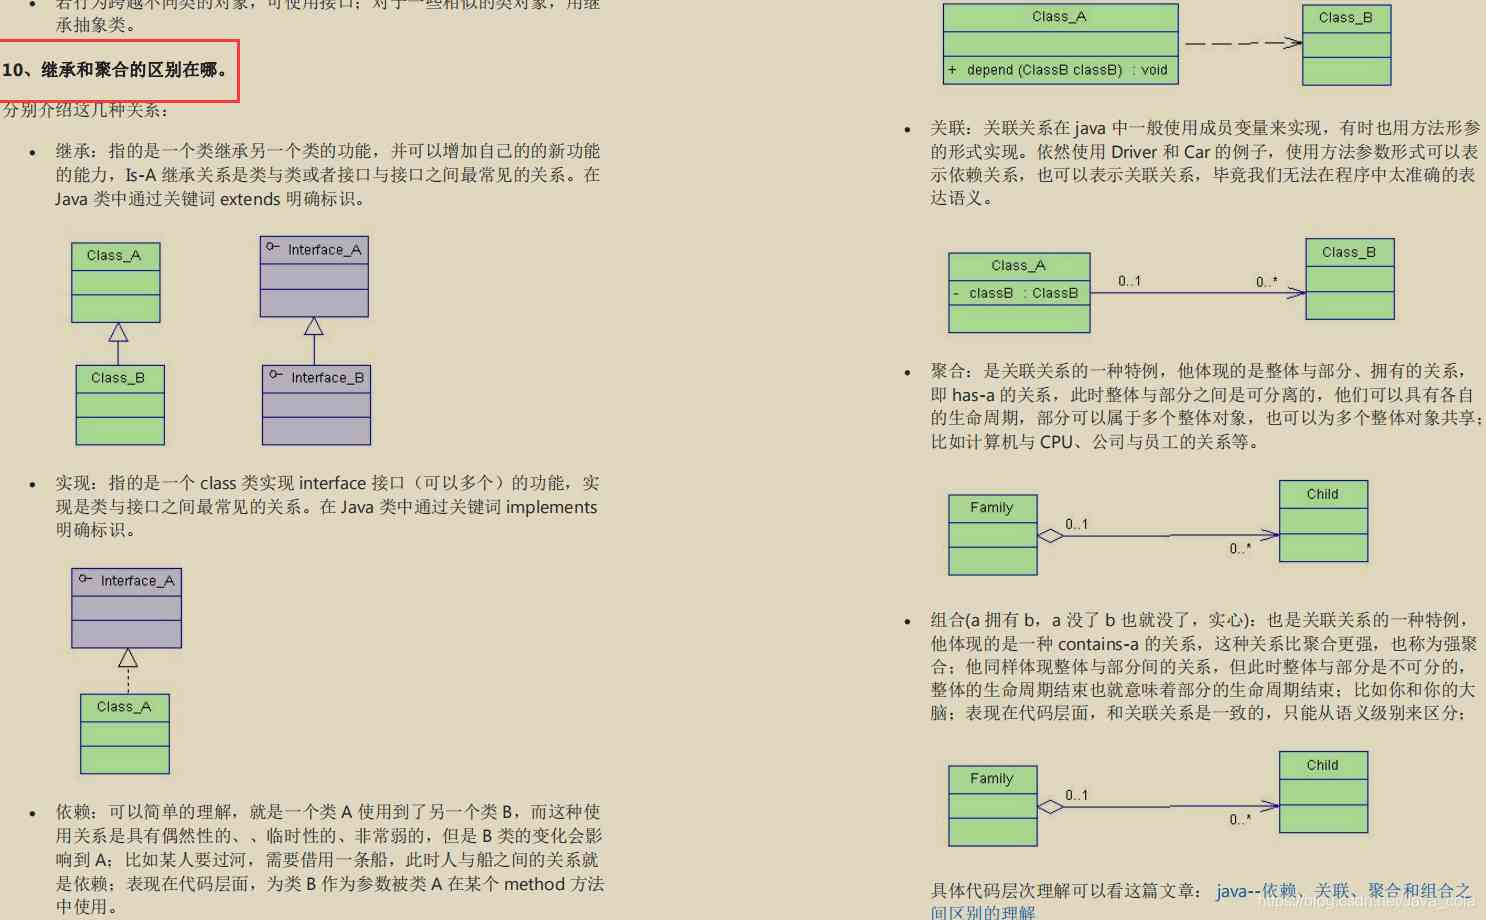 若行为跨越不同类的对象，可使用接口；对于一些相似的类对象，用继
承抽象类。
10、继承和聚合的区别在哪。
分别介绍这几种关系：
继承：指的是一个类继承另一个类的功能，并可以增加自己的的新功能
的能力，Is-A 继承关系是类与类或者接口与接口之间最常见的关系。在
Java 类中通过关键词 extends 明确标识。
Class_A
Interface_A
Class_B
Interface_B
实现：指的是一个 class 类实现 interface 接口（可以多个）的功能，实
现是类与接口之间最常见的关系。在 Java 类中通过关键词 implements
明确标识。
Interface_A
Class_A
依赖：可以简单的理解，就是一个类 A 使用到了另一个类 B，而这种使
用关系是具有偶然性的、、临时性的、非常弱的，但是 B 类的变化会影
响到 A；比如某人要过河，需要借用一条船，此时人与船之间的关系就
是依赖；表现在代码层面，为类 B 作为参数被类 A 在某个 method 方法
中使用。
Class_A
Class_B
+ depend (ClassB classB) : void
关联：关联关系在 java 中一般使用成员变量来实现，有时也用方法形参
的形式实现。依然使用 Driver 和 Car 的例子，使用方法参数形式可以表
示依赖关系，也可以表示关联关系，毕竟我们无法在程序中太准确的表
达语义。
Class_A
Class_B
- classB : ClassB
0..1
0..*
聚合：是关联关系的一种特例，他体现的是整体与部分、拥有的关系，
即 has-a 的关系，此时整体与部分之间是可分离的，他们可以具有各自
的生命周期，部分可以属于多个整体对象，也可以为多个整体对象共享；
比如计算机与 CPU、公司与员工的关系等。
Family
Child
0..1
0..*
组合(a 拥有 b，a 没了 b 也就没了，实心)：也是关联关系的一种特例，
他体现的是一种 contains-a 的关系，这种关系比聚合更强，也称为强聚
合；他同样体现整体与部分间的关系，但此时整体与部分是不可分的，
整体的生命周期结束也就意味着部分的生命周期结束；比如你和你的大
脑；表现在代码层面，和关联关系是一致的，只能从语义级别来区分；
Family
Child
0..1
0..*
具体代码层次理解可以看这篇文章： java--依赖、关联、聚合和组合之
间区别的理解
https://blog.csdn.net/Java_cola